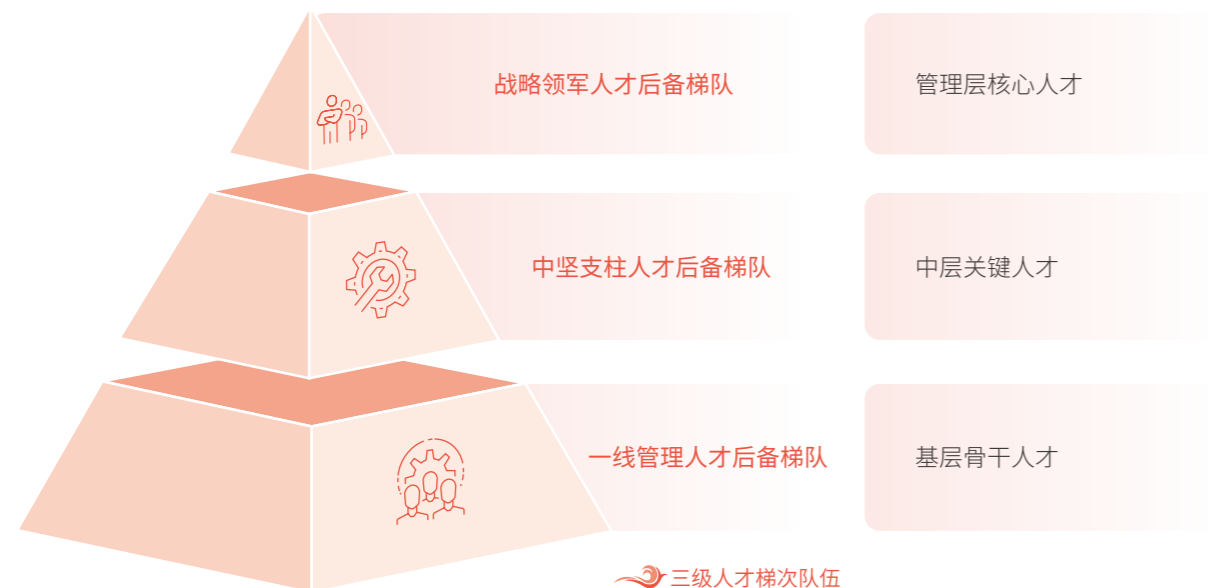 战略领军人才后备梯队
管理层核心人才
中坚支柱人才后备梯队
中层关键人才
一线管理人才后备梯队
基层骨干人才
三级人才梯次队伍